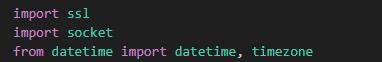 import ssl
import socket
from datetime import datetime, timezone